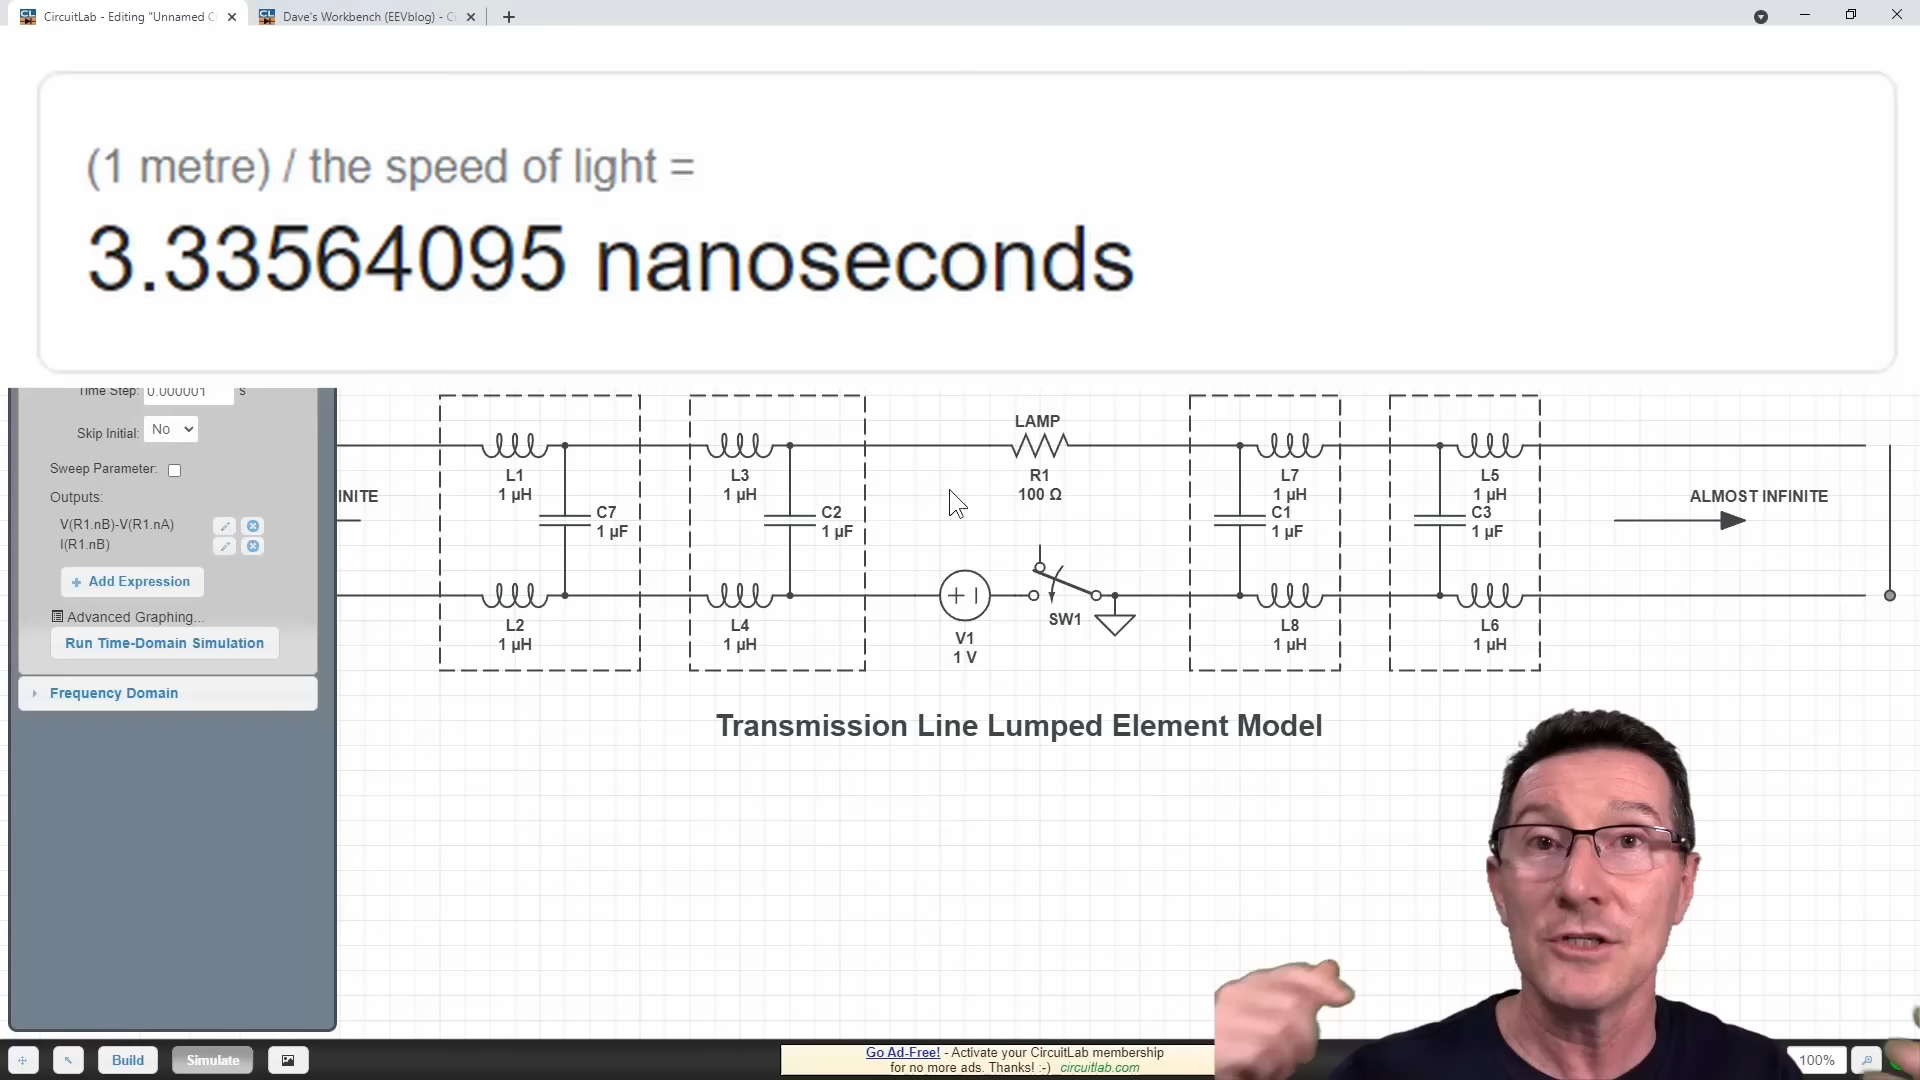 CircuitLab - Editing "Unnamed C
Dave's Workbench (EEVblog) - C
(1 metre) / the speed of light =
3.33564095 nanoseconds
Time Step: 0.000001 s
Skip Initial: No
Sweep Parameter:
Outputs:
V(R1.nB)-V(R1.nA)
I(R1.nB)
+ Add Expression
Advanced Graphing...
Run Time-Domain Simulation
Frequency Domain
INITE
L1
1 µH
C7
1 µF
L2
1 µH
L3
1 µH
C2
1 µF
L4
1 µH
LAMP
R1
100 Ω
V1
1 V
SW1
L7
1 µH
C1
1 µF
L8
1 µH
L5
1 µH
C3
1 µF
L6
1 µH
ALMOST INFINITE
Transmission Line Lumped Element Model
Build
Simulate
Go Ad-Free! - Activate your CircuitLab membership
for no more ads. Thanks! :-) circuitlab.com
100%